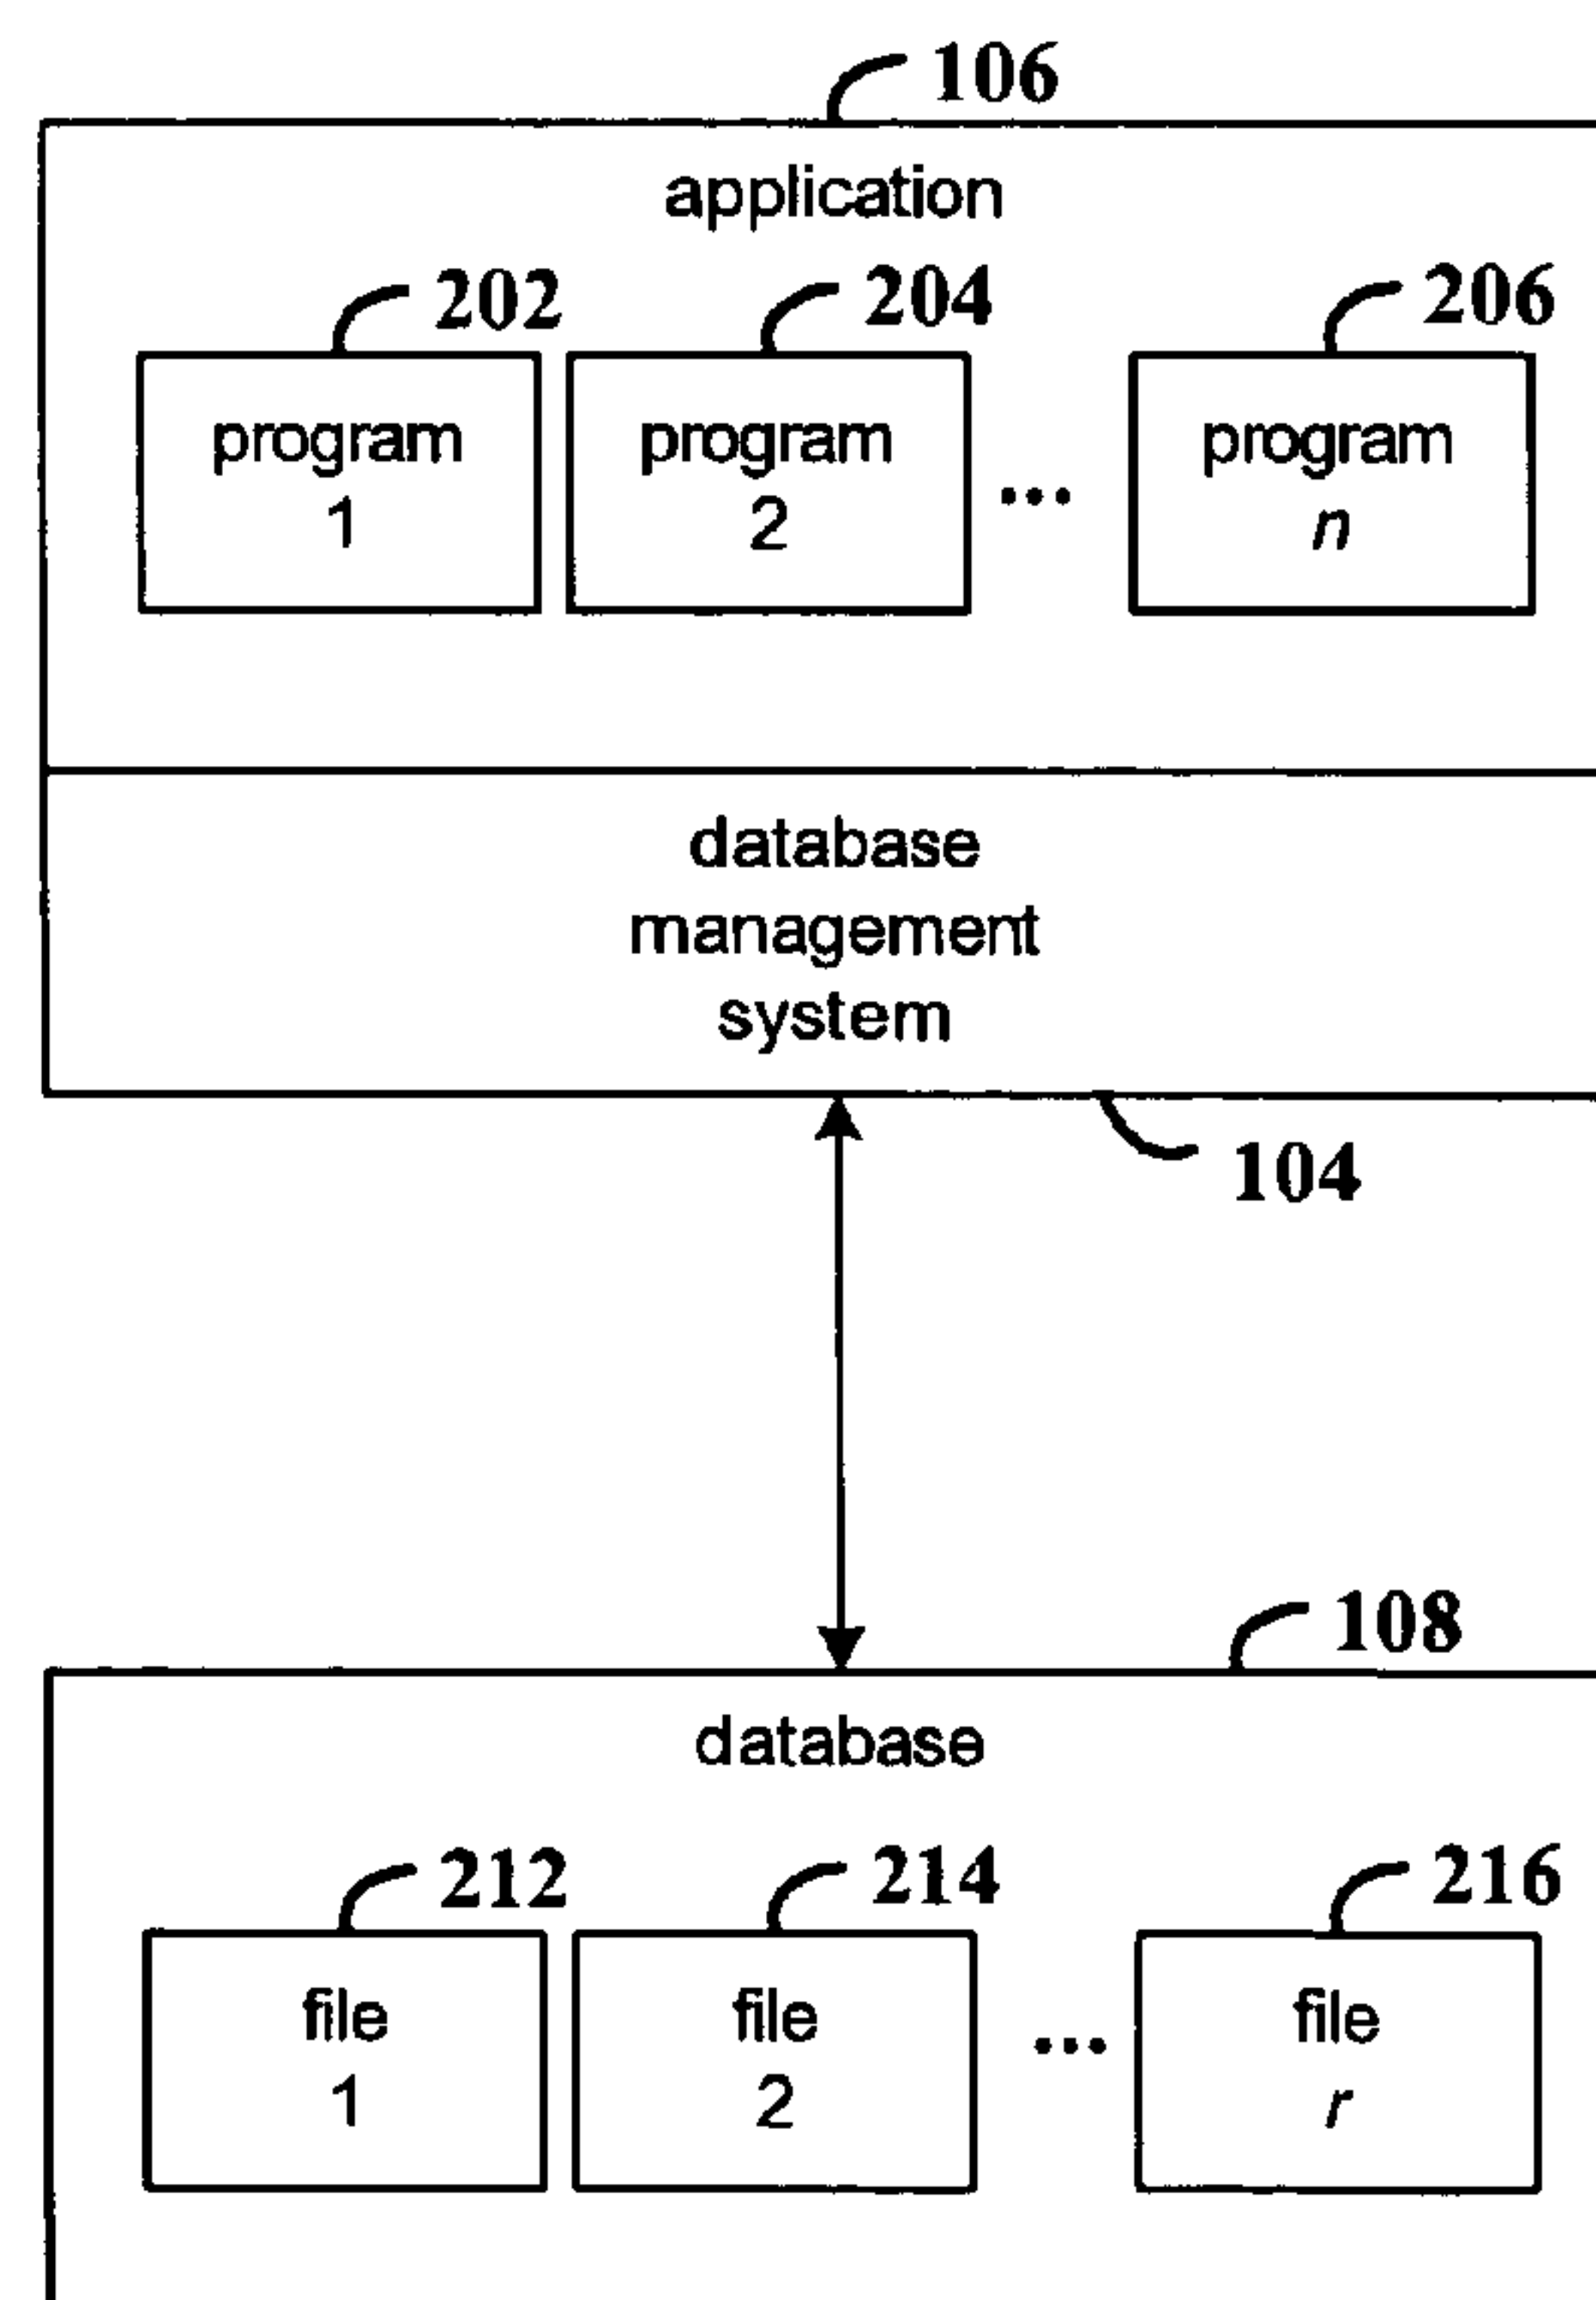 106
application
202 204 206
program program program
1 2 ... n
database
management
system
104
108
database
212 214 216
file file file
1 2 ... r